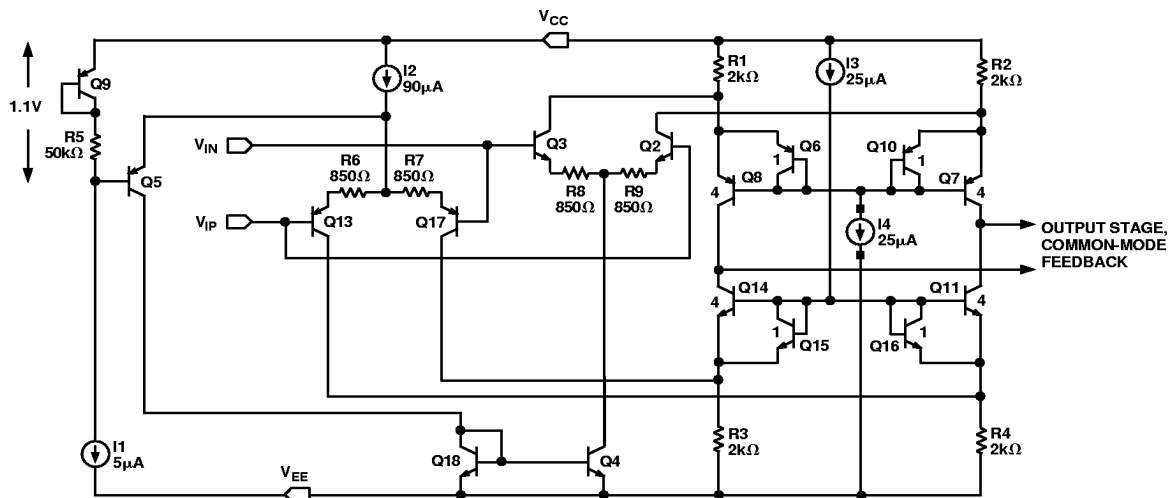 VCC
1.1V
Q9
R5
50kΩ
I2
90µA
R1
2kΩ
I3
25µA
R2
2kΩ
VIN
Q3
Q2
Q5
R6
850Ω
R7
850Ω
R8
850Ω
R9
850Ω
VIP
Q13
Q17
1
Q6
Q10
1
4
Q8
Q7
4
I4
25µA
OUTPUT STAGE,
COMMON-MODE
FEEDBACK
Q14
4
Q11
4
1
Q15
Q16
1
R3
2kΩ
R4
2kΩ
I1
5µA
Q18
Q4
VEE